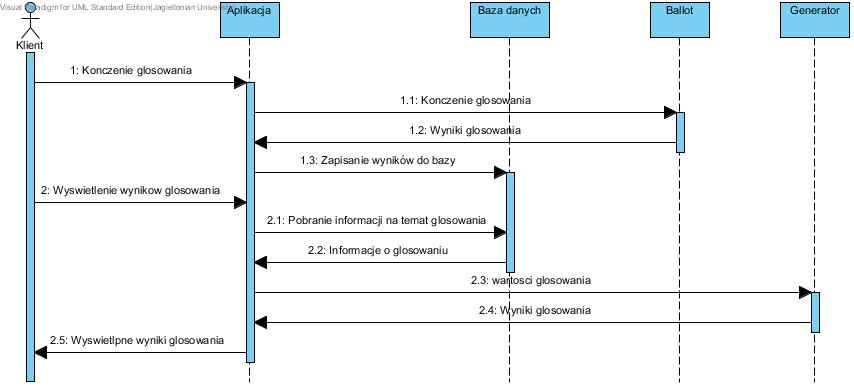 Visual Paradigm for UML Standard Edition(Jagiellonian Universi
Aplikacja
Baza danych
Ballot
Generator
Klient
1: Konczenie glosowania
1.1: Konczenie glosowania
1.2: Wyniki glosowania
1.3: Zapisanie wyników do bazy
2: Wyswietlenie wynikow glosowania
2.1: Pobranie informacji na temat glosowania
2.2: Informacje o glosowaniu
2.3: wartosci glosowania
2.4: Wyniki glosowania
2.5: Wyswietlpne wyniki glosowania